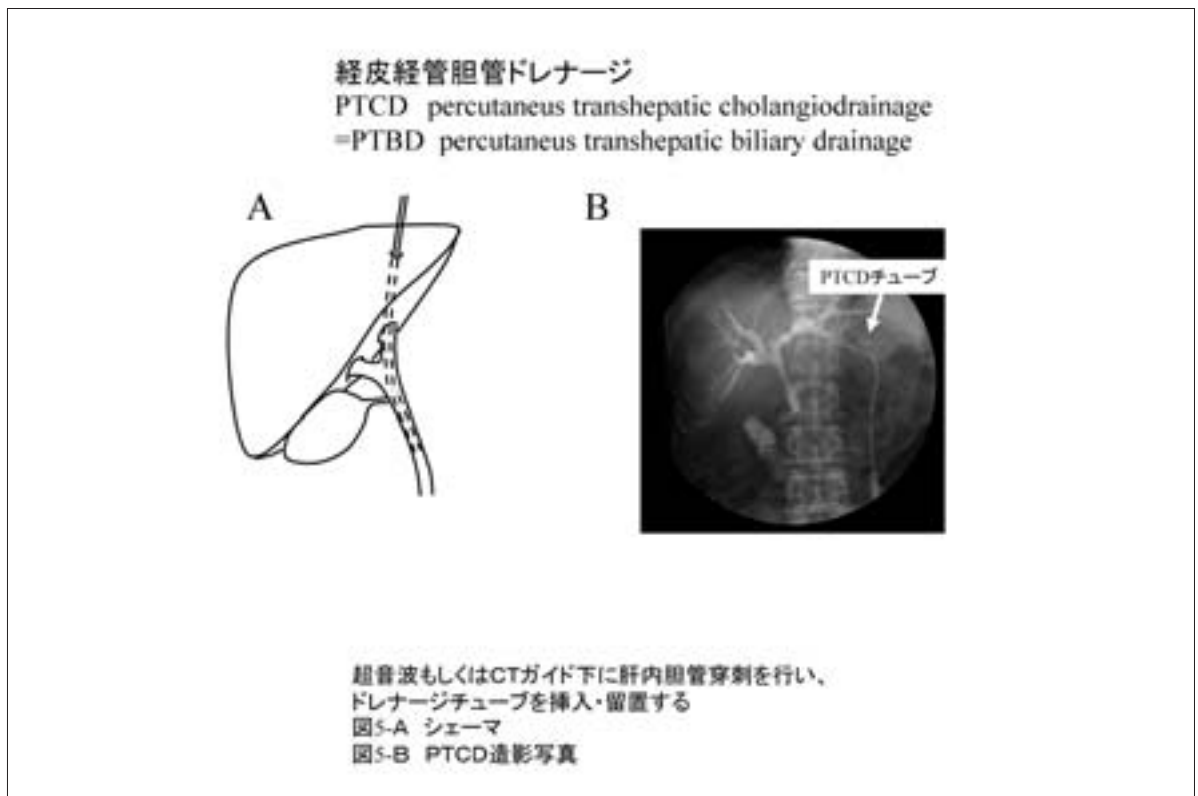 経皮経管胆管ドレナージ
PTCD percutaneus transhepatic cholangiodrainage
=PTBD percutaneus transhepatic biliary drainage
A
B
PTCDチューブ
超音波もしくはCTガイド下に肝内胆管穿刺を行い、
ドレナージチューブを挿入・留置する
図5-A シェーマ
図5-B PTCD造影写真